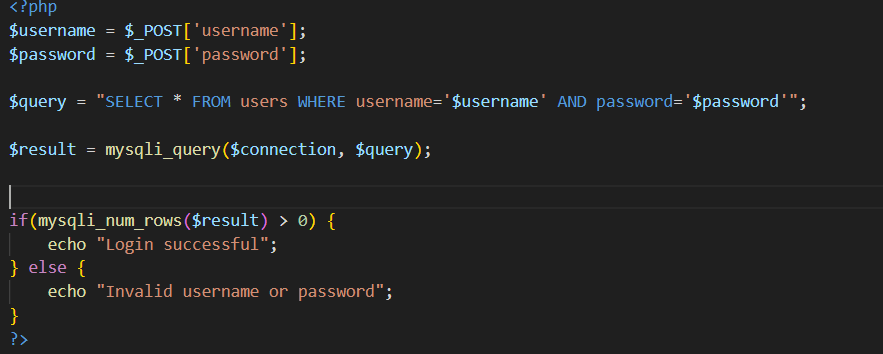 <?php
$username = $_POST['username'];
$password = $_POST['password'];
$query = "SELECT * FROM users WHERE username='$username' AND password='$password'";
$result = mysqli_query($connection, $query);
if(mysqli_num_rows($result) > 0) {
    echo "Login successful";
} else {
    echo "Invalid username or password";
}
?>